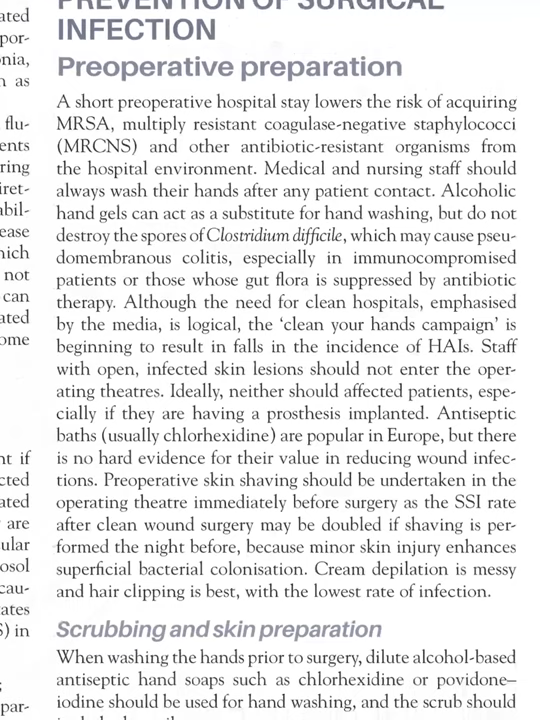 PREVENTION OF SURGICAL
INFECTION
Preoperative preparation
A short preoperative hospital stay lowers the risk of acquiring
MRSA, multiply resistant coagulase-negative staphylococci
(MRCNS) and other antibiotic-resistant organisms from
the hospital environment. Medical and nursing staff should
always wash their hands after any patient contact. Alcoholic
hand gels can act as a substitute for hand washing, but do not
destroy the spores of Clostridium difficile, which may cause pseu-
domembranous colitis, especially in immunocompromised
patients or those whose gut flora is suppressed by antibiotic
therapy. Although the need for clean hospitals, emphasised
by the media, is logical, the ‘clean your hands campaign’ is
beginning to result in falls in the incidence of HAIs. Staff
with open, infected skin lesions should not enter the oper-
ating theatres. Ideally, neither should affected patients, espe-
cially if they are having a prosthesis implanted. Antiseptic
baths (usually chlorhexidine) are popular in Europe, but there
is no hard evidence for their value in reducing wound infec-
tions. Preoperative skin shaving should be undertaken in the
operating theatre immediately before surgery as the SSI rate
after clean wound surgery may be doubled if shaving is per-
formed the night before, because minor skin injury enhances
superficial bacterial colonisation. Cream depilation is messy
and hair clipping is best, with the lowest rate of infection.
Scrubbing and skin preparation
When washing the hands prior to surgery, dilute alcohol-based
antiseptic hand soaps such as chlorhexidine or povidone–
iodine should be used for hand washing, and the scrub should